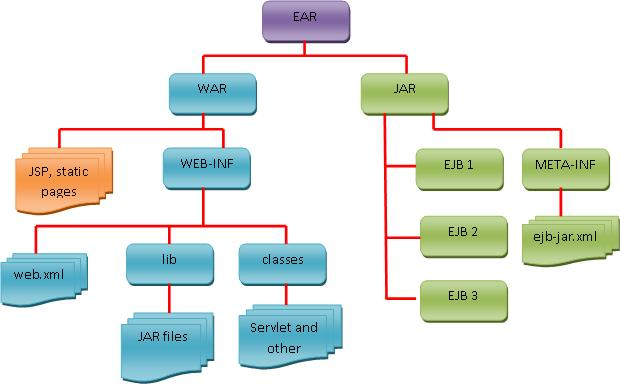 EAR
WAR
JAR
JSP, static
pages
WEB-INF
EJB 1
META-INF
EJB 2
ejb-jar.xml
web.xml
lib
classes
EJB 3
JAR files
Servlet and
other